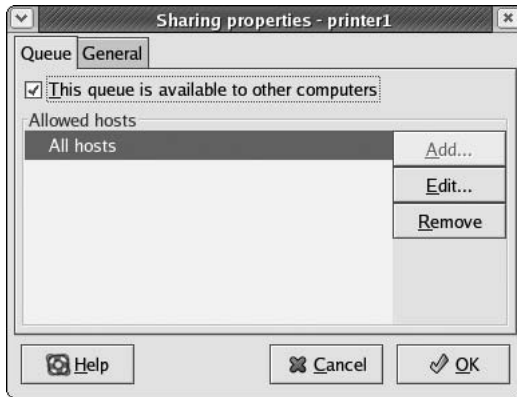 Sharing properties - printer1
Queue General
This queue is available to other computers
Allowed hosts
All hosts
Add...
Edit...
Remove
Help Cancel OK